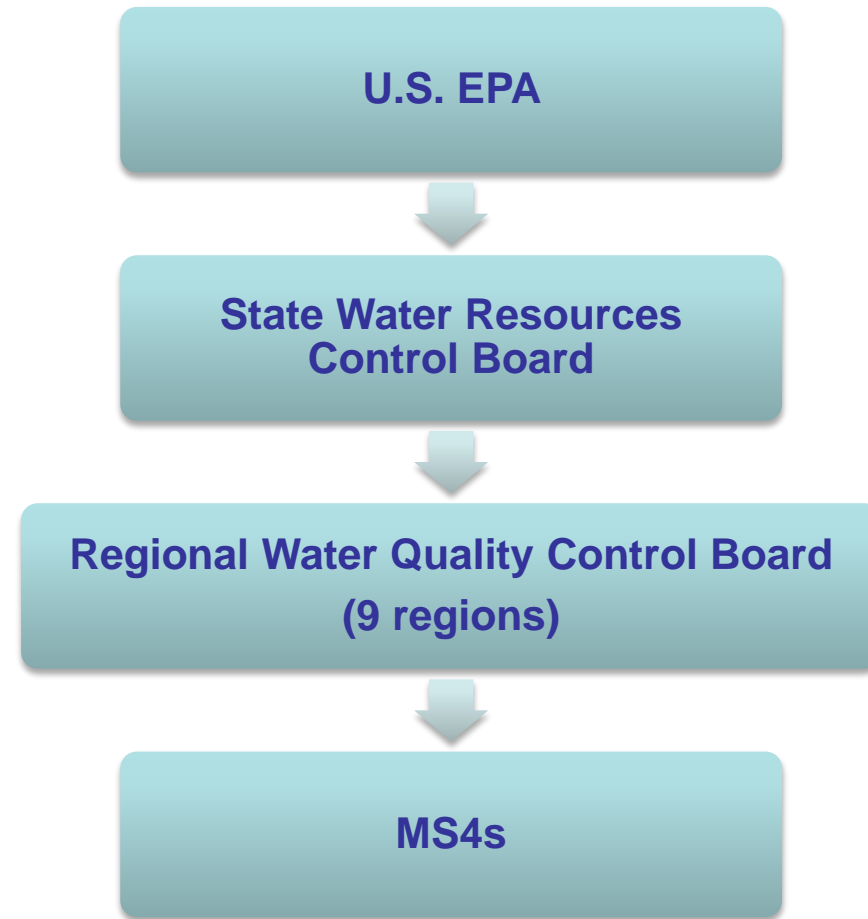 U.S. EPA
State Water Resources
Control Board
Regional Water Quality Control Board
(9 regions)
MS4s